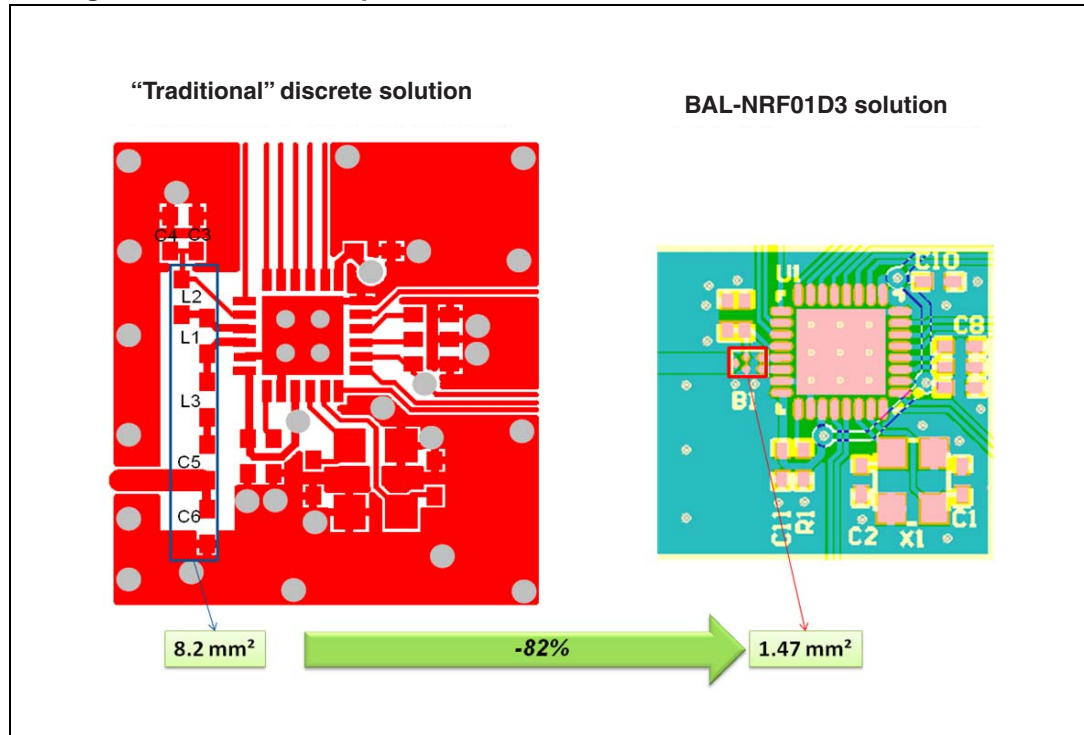 “Traditional” discrete solution
BAL-NRF01D3 solution
C4 C3
L2
L1
L3
C5
C6
U1
C10
C8
B1
C11
R1
C2
X1
C1
8.2 mm²
-82%
1.47 mm²